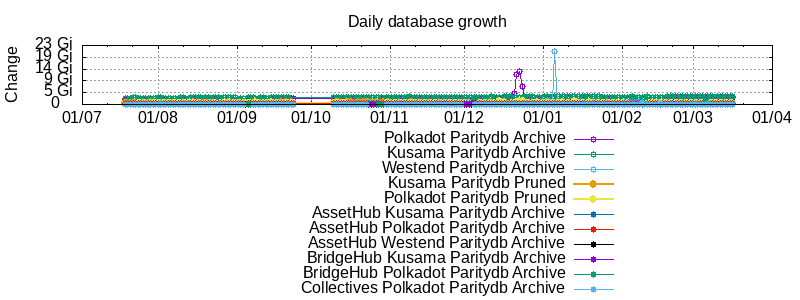 Daily database growth
Change
23 Gi
19 Gi
14 Gi
9 Gi
5 Gi
0
01/07 01/08 01/09 01/10 01/11 01/12 01/01 01/02 01/03 01/04
Polkadot Paritydb Archive
Kusama Paritydb Archive
Westend Paritydb Archive
Kusama Paritydb Pruned
Polkadot Paritydb Pruned
AssetHub Kusama Paritydb Archive
AssetHub Polkadot Paritydb Archive
AssetHub Westend Paritydb Archive
BridgeHub Kusama Paritydb Archive
BridgeHub Polkadot Paritydb Archive
Collectives Polkadot Paritydb Archive